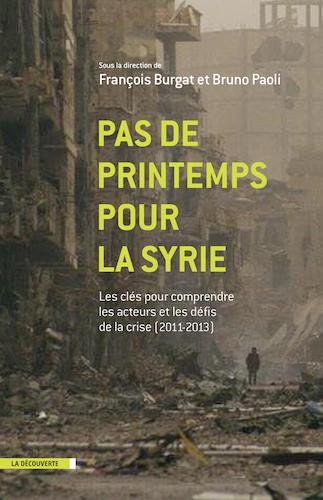 Sous la direction de
François Burgat et Bruno Paoli
PAS DE
PRINTEMPS
POUR
LA SYRIE
Les clés pour comprendre
les acteurs et les défis
de la crise (2011-2013)
LA DÉCOUVERTE